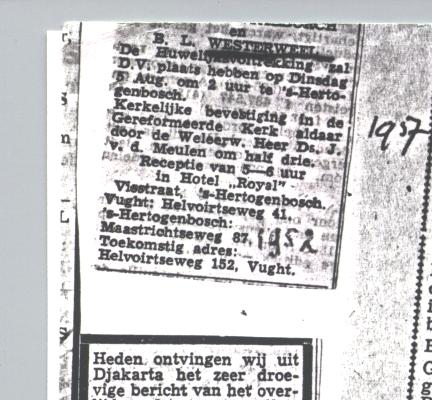 en
B. L. WESTERWEEL
De Huwelijksvoltrekking zal
D.V. plaats hebben op Dinsdag
5 Aug. om 2 uur te 's-Herto-
genbosch.
Kerkelijke bevestiging in de
Gereformeerde Kerk aldaar
door de Weleerw. Heer Ds. J.
v. d. Meulen om half drie.
Receptie van 5—6 uur
in Hotel „Royal"
Visstraat, 's-Hertogenbosch.
Vught: Helvoirtseweg 41.
's-Hertogenbosch:
Maastrichtseweg 87.
Toekomstig adres:
Helvoirtseweg 152, Vught.
1952
1957
Heden ontvingen wij uit
Djakarta het zeer droe-
vige bericht van het over-